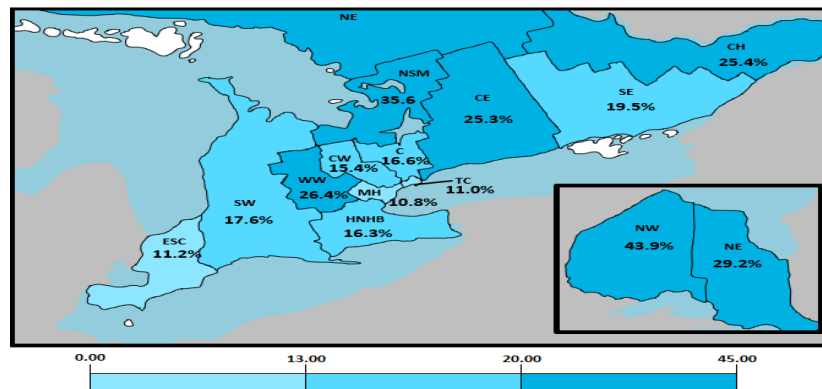 NE
CH
25.4%
NSM
35.6
CE
25.3%
SE
19.5%
C
16.6%
CW
15.4%
TC
11.0%
WW
26.4%
MH
10.8%
SW
17.6%
HNHB
16.3%
ESC
11.2%
NW
43.9%
NE
29.2%
0.00 13.00 20.00 45.00